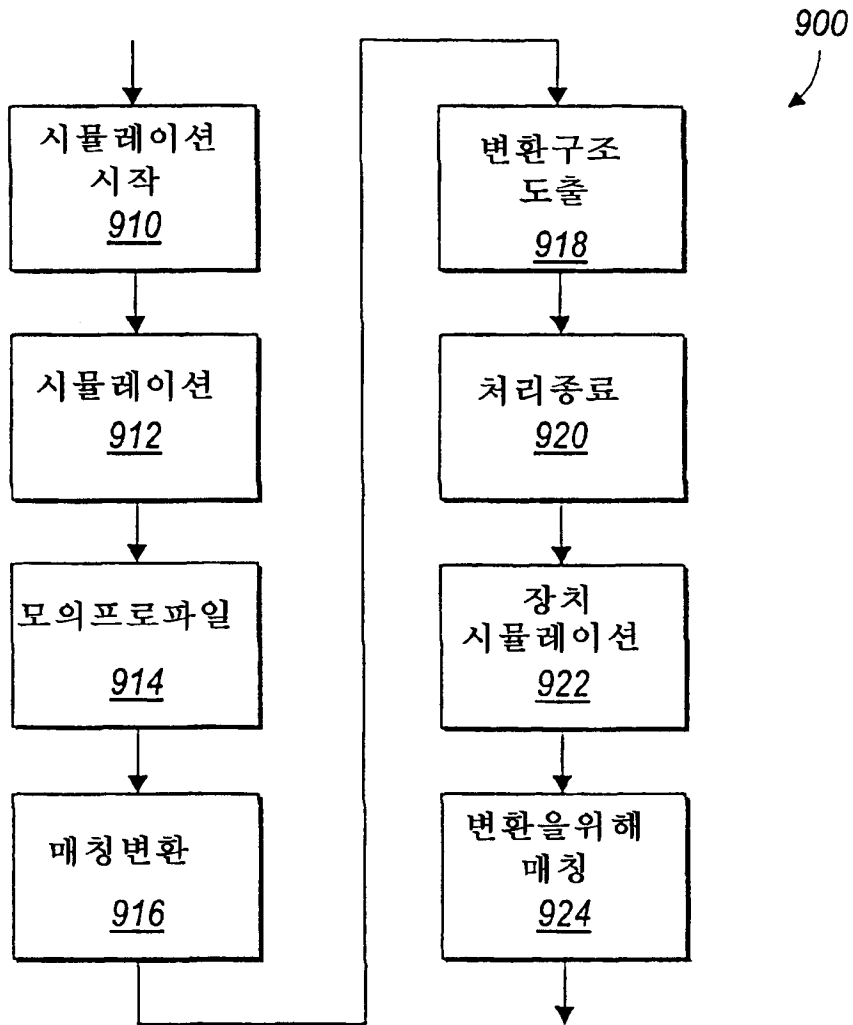 900
시뮬레이션
시작
910
시뮬레이션
912
모의프로파일
914
매칭변환
916
변환구조
도출
918
처리종료
920
장치
시뮬레이션
922
변환을위해
매칭
924